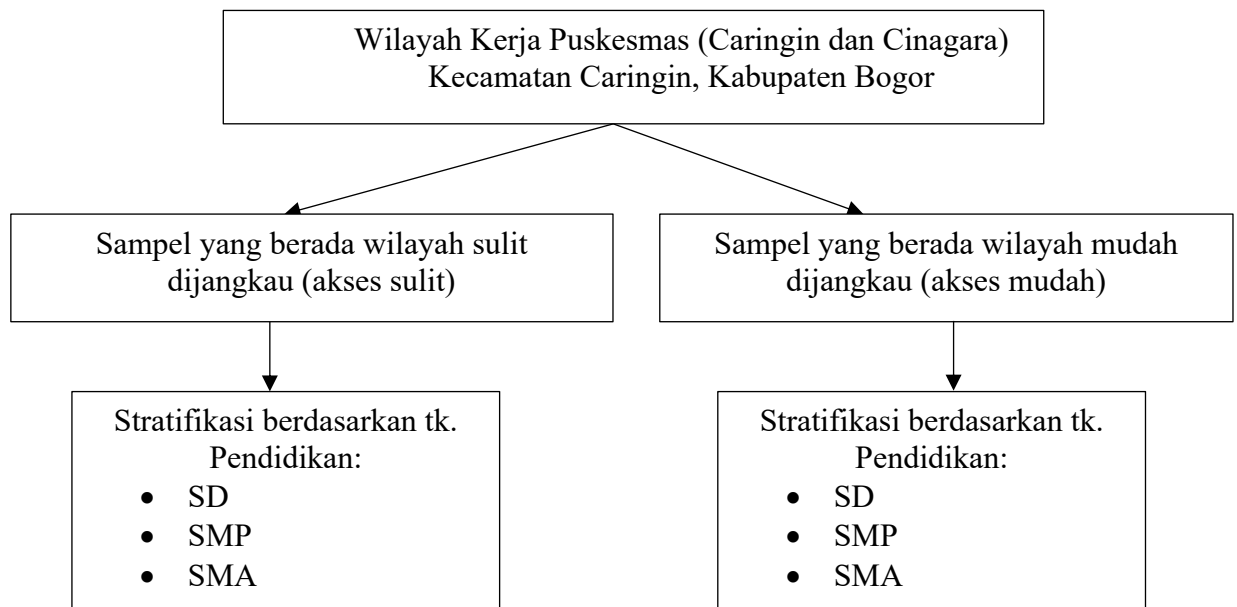 Wilayah Kerja Puskesmas (Caringin dan Cinagara)
Kecamatan Caringin, Kabupaten Bogor
Sampel yang berada wilayah sulit
dijangkau (akses sulit)
Sampel yang berada wilayah mudah
dijangkau (akses mudah)
Stratifikasi berdasarkan tk.
Pendidikan:
• SD
• SMP
• SMA
Stratifikasi berdasarkan tk.
Pendidikan:
• SD
• SMP
• SMA